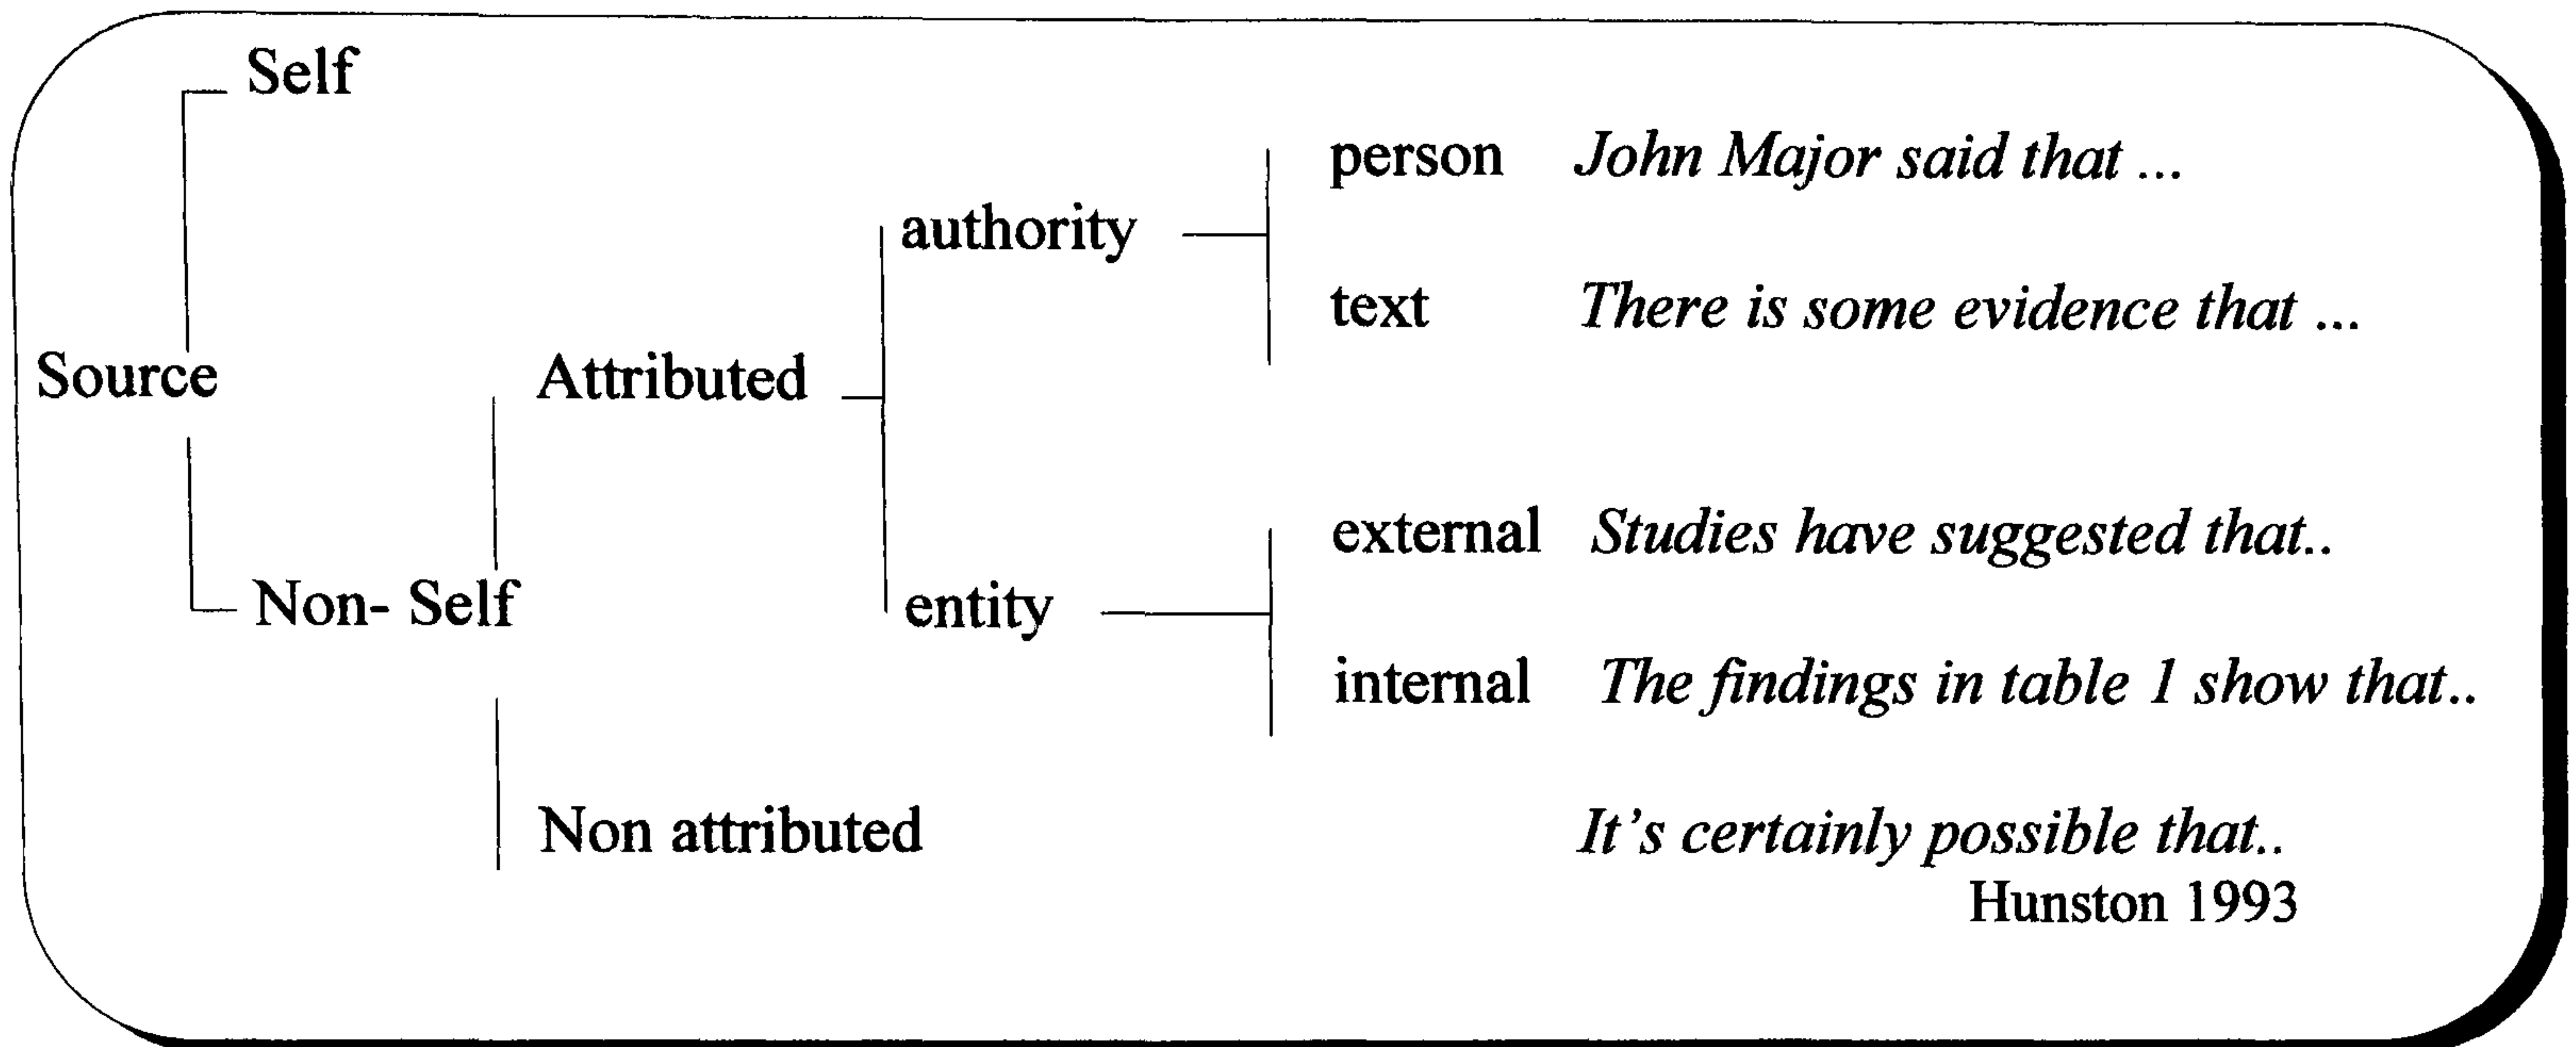 Self
person John Major said that ...
authority
text There is some evidence that ...
Source Attributed
external Studies have suggested that..
Non- Self entity
internal The findings in table 1 show that..
Non attributed It's certainly possible that..
Hunston 1993